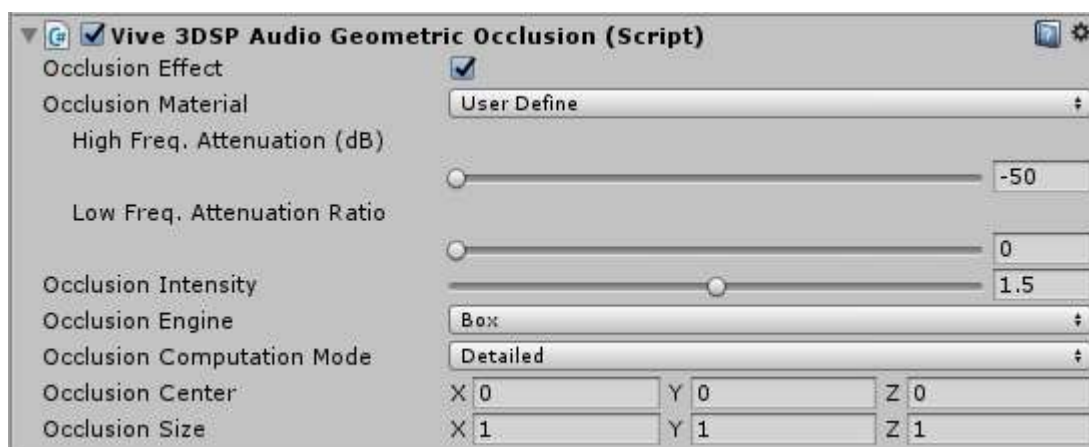 Vive 3DSP Audio Geometric Occlusion (Script)
Occlusion Effect
Occlusion Material User Define
High Freq. Attenuation (dB)
-50
Low Freq. Attenuation Ratio
0
Occlusion Intensity 1.5
Occlusion Engine Box
Occlusion Computation Mode Detailed
Occlusion Center X 0 Y 0 Z 0
Occlusion Size X 1 Y 1 Z 1